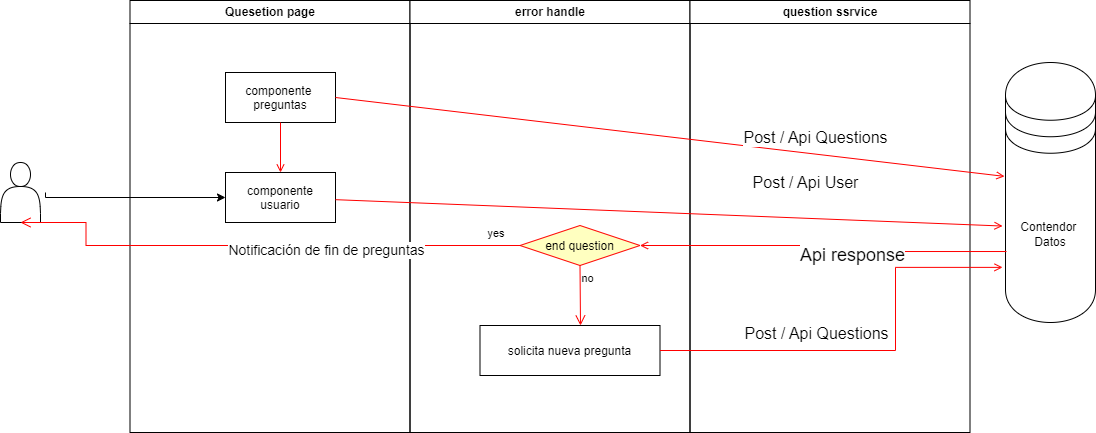 Quesetion page
error handle
question ssrvice
componente
preguntas
Post / Api Questions
componente
usuario
Post / Api User
Contendor
Datos
yes
end question
Notificación de fin de preguntas
Api response
no
solicita nueva pregunta
Post / Api Questions